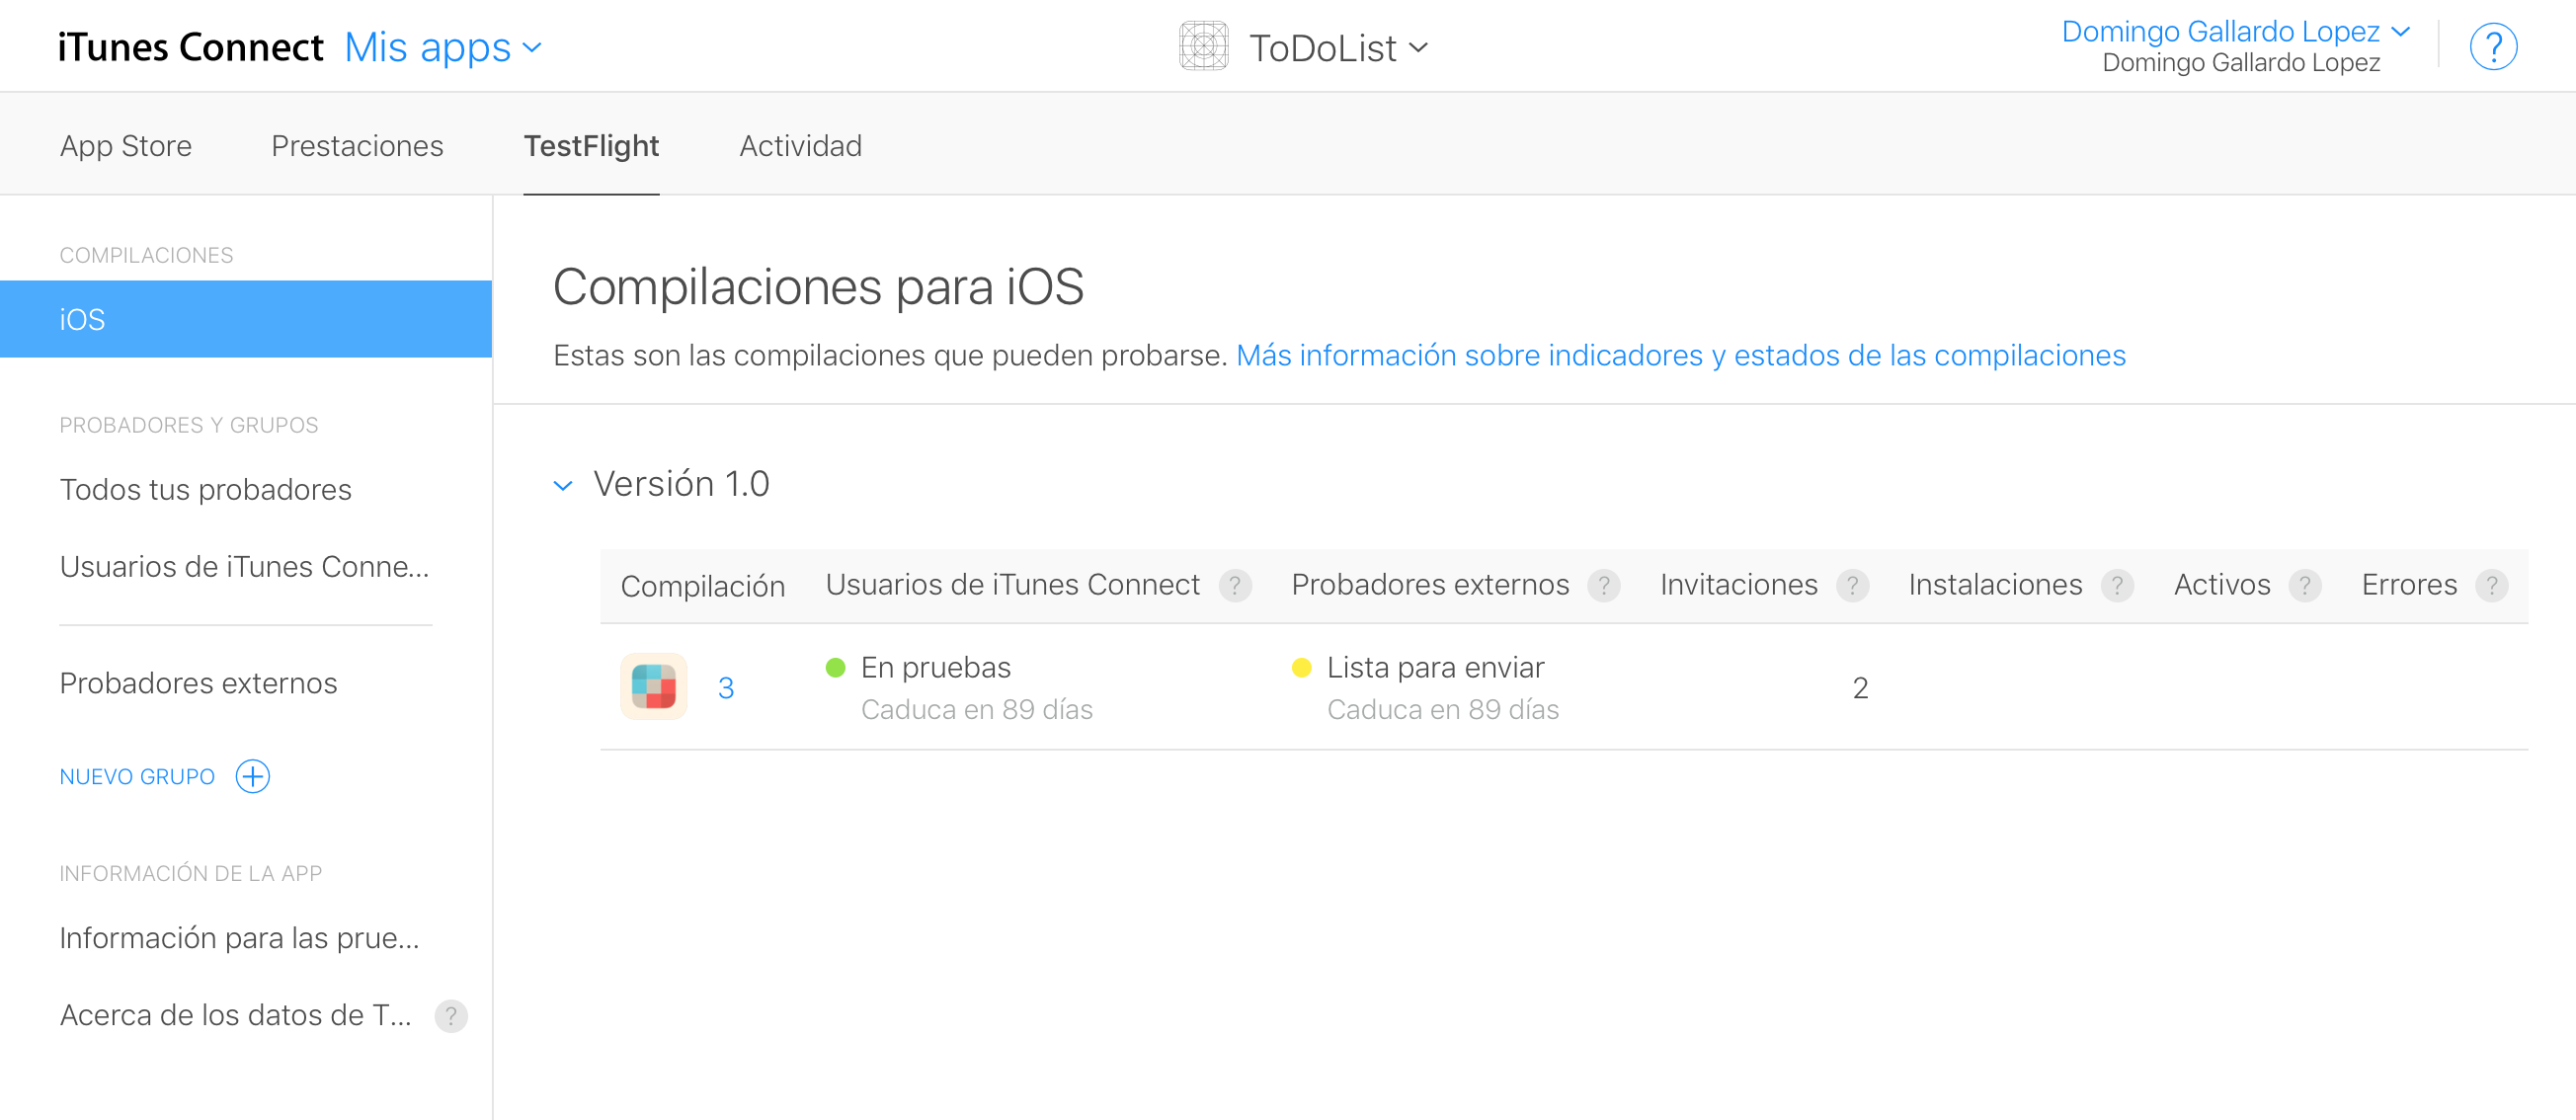 iTunes Connect Mis apps
ToDoList
Domingo Gallardo Lopez
Domingo Gallardo Lopez
?
App Store Prestaciones TestFlight Actividad
COMPILACIONES
iOS
PROBADORES Y GRUPOS
Todos tus probadores
Usuarios de iTunes Conne...
Probadores externos
NUEVO GRUPO
INFORMACIÓN DE LA APP
Información para las prue...
Acerca de los datos de T... ?
Compilaciones para iOS
Estas son las compilaciones que pueden probarse. Más información sobre indicadores y estados de las compilaciones
Versión 1.0
Compilación Usuarios de iTunes Connect ? Probadores externos ? Invitaciones ? Instalaciones ? Activos ? Errores ?
3 En pruebas Lista para enviar 2
Caduca en 89 días Caduca en 89 días